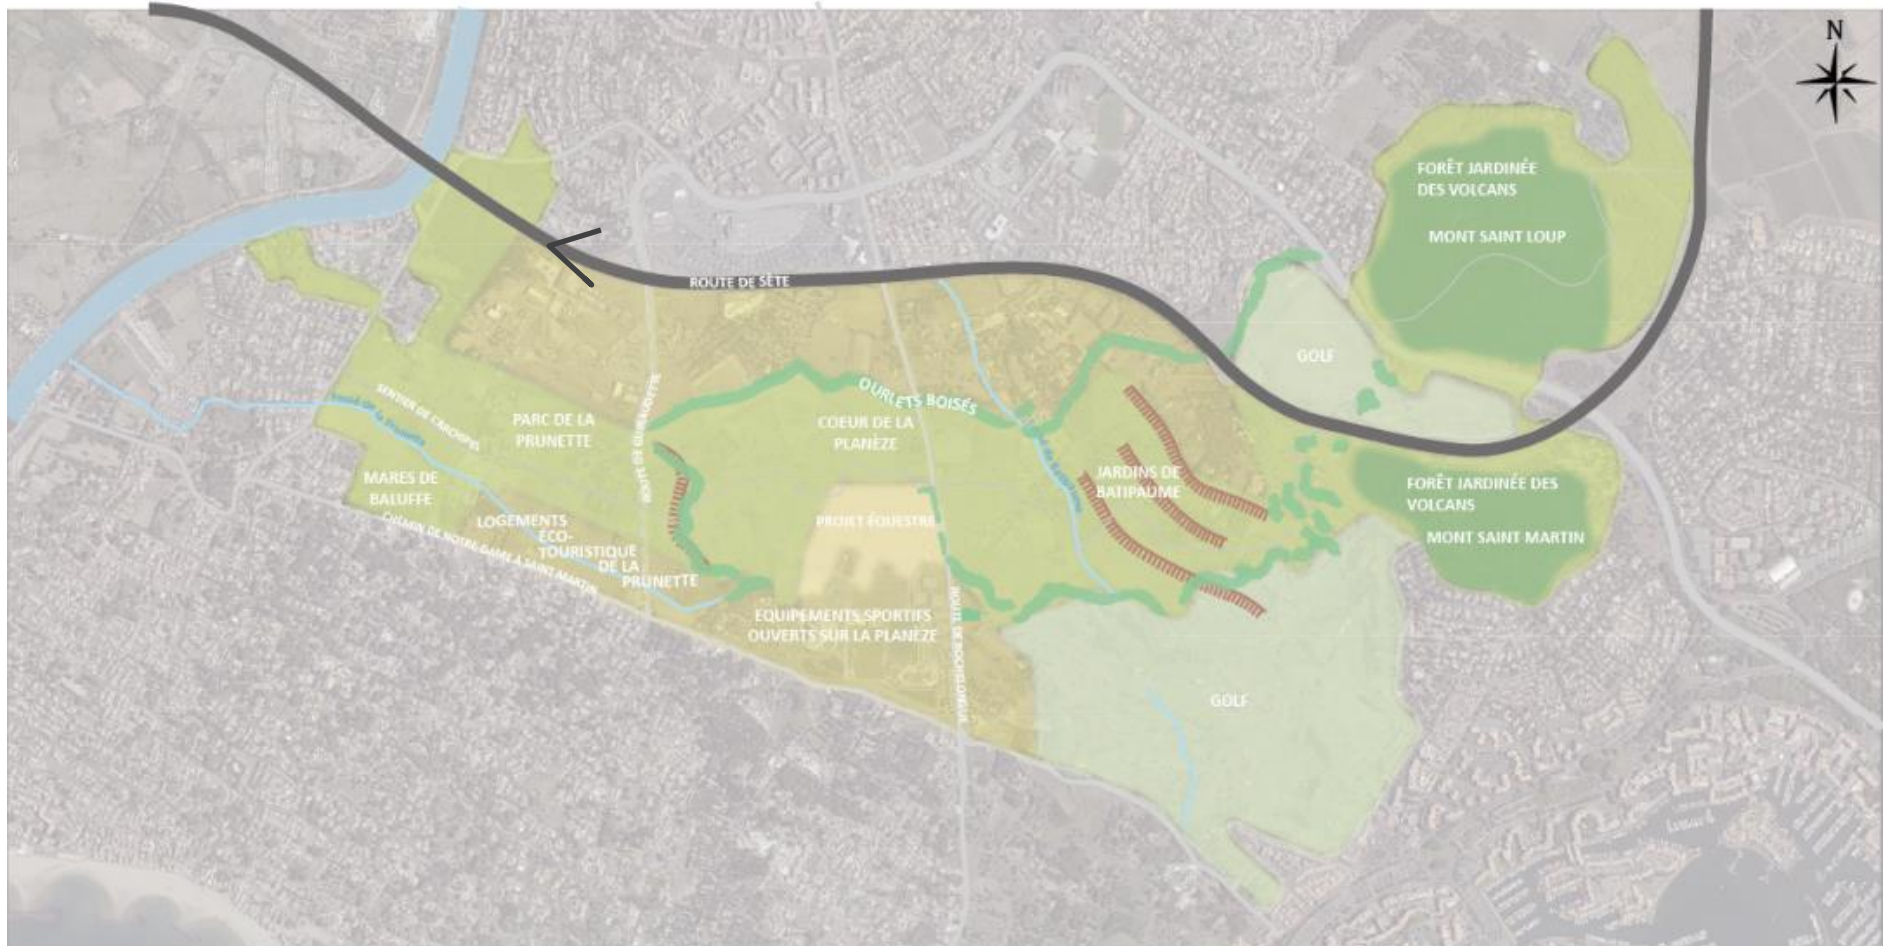 N
FORÊT JARDINÉE
DES VOLCANS
MONT SAINT LOUP
ROUTE DE SÈTE
GOLF
OURLETS BOISÉS
SENTIER DE L'ARCHIPEL
PARC DE LA
PRUNETTE
COEUR DE LA
PLANÈZE
MARES DE
BALUFFE
JARDINS DE
BATIPAUME
FORÊT JARDINÉE DES
VOLCANS
MONT SAINT MARTIN
LOGEMENTS
ECO-
TOURISTIQUE
DE LA
PRUNETTE
PROJET ÉQUESTRE
CHEMIN DE NOTRE DAME À SAINT MARTIN
EQUIPEMENTS SPORTIFS
OUVERTS SUR LA PLANÈZE
ROUTE DE ROCHELONGUE
GOLF